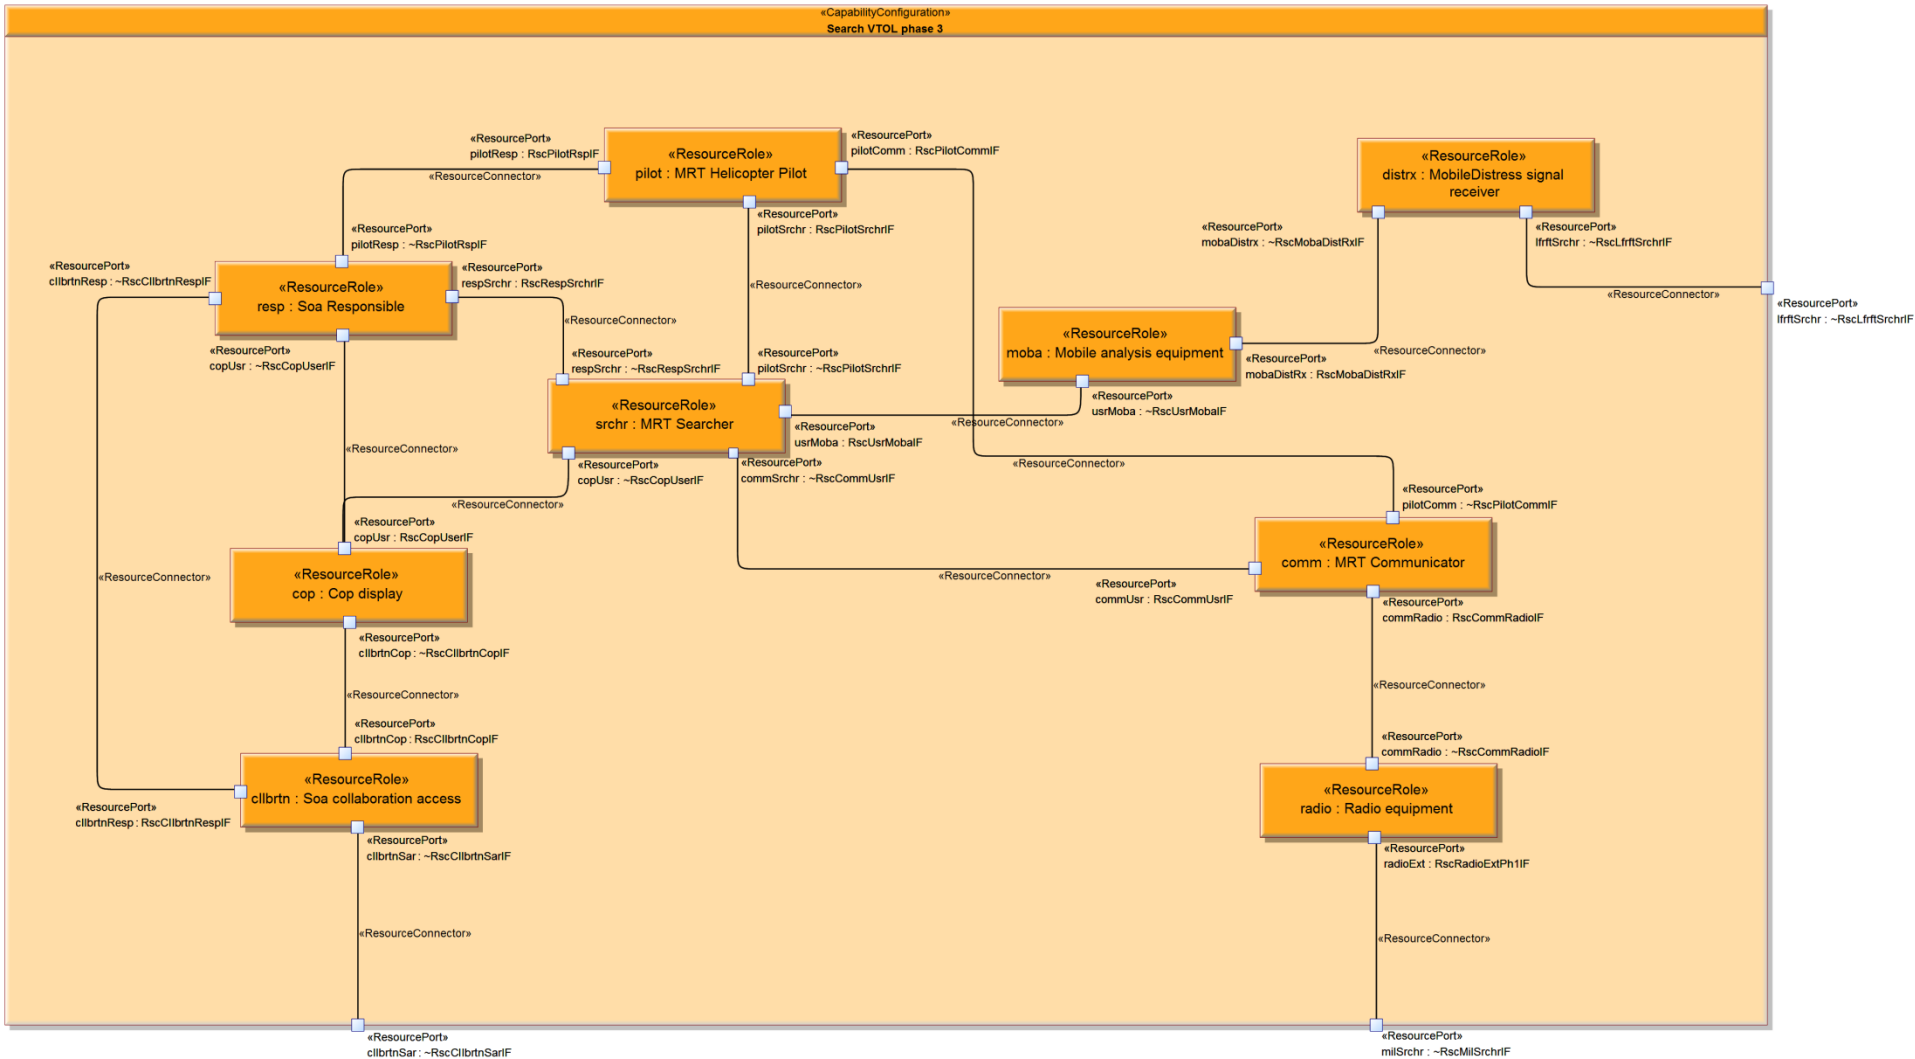 «CapabilityConfiguration»
Search VTOL phase 3
«ResourcePort»
pilotResp : RscPilotRspIF
«ResourceConnector»
«ResourceRole»
pilot : MRT Helicopter Pilot
«ResourcePort»
pilotComm : RscPilotCommIF
«ResourcePort»
pilotSrchr : RscPilotSrchrIF
«ResourceRole»
distrx : MobileDistress signal
receiver
«ResourcePort»
mobaDistrx : ~RscMobaDistRxIF
«ResourcePort»
lfrftSrchr : ~RscLfrftSrchrIF
«ResourceConnector»
«ResourcePort»
lfrftSrchr : ~RscLfrftSrchrIF
«ResourcePort»
pilotResp : ~RscPilotRspIF
«ResourcePort»
cllbrtnResp : ~RscCllbrtnRespIF
«ResourceRole»
resp : Soa Responsible
«ResourcePort»
respSrchr : RscRespSrchrIF
«ResourceConnector»
«ResourceConnector»
«ResourcePort»
copUsr : ~RscCopUserIF
«ResourcePort»
respSrchr : ~RscRespSrchrIF
«ResourcePort»
pilotSrchr : ~RscPilotSrchrIF
«ResourceRole»
moba : Mobile analysis equipment
«ResourceConnector»
«ResourcePort»
mobaDistRx : RscMobaDistRxIF
«ResourcePort»
usrMoba : ~RscUsrMobaIF
«ResourceRole»
srchr : MRT Searcher
«ResourceConnector»
«ResourcePort»
usrMoba : RscUsrMobaIF
«ResourceConnector»
«ResourcePort»
copUsr : ~RscCopUserIF
«ResourcePort»
commSrchr : ~RscCommUsrIF
«ResourceConnector»
«ResourceConnector»
«ResourcePort»
pilotComm : ~RscPilotCommIF
«ResourcePort»
copUsr : RscCopUserIF
«ResourceRole»
cop : Cop display
«ResourceConnector»
«ResourceConnector»
«ResourcePort»
commUsr : RscCommUsrIF
«ResourceRole»
comm : MRT Communicator
«ResourcePort»
commRadio : RscCommRadioIF
«ResourcePort»
cllbrtnCop : ~RscCllbrtnCopIF
«ResourceConnector»
«ResourceConnector»
«ResourcePort»
cllbrtnCop : RscCllbrtnCopIF
«ResourcePort»
commRadio : ~RscCommRadioIF
«ResourceRole»
cllbrtn : Soa collaboration access
«ResourcePort»
cllbrtnResp : RscCllbrtnRespIF
«ResourceRole»
radio : Radio equipment
«ResourcePort»
cllbrtnSar : ~RscCllbrtnSarIF
«ResourcePort»
radioExt : RscRadioExtPh1IF
«ResourceConnector»
«ResourceConnector»
«ResourcePort»
cllbrtnSar : ~RscCllbrtnSarIF
«ResourcePort»
milSrchr : ~RscMilSrchrIF